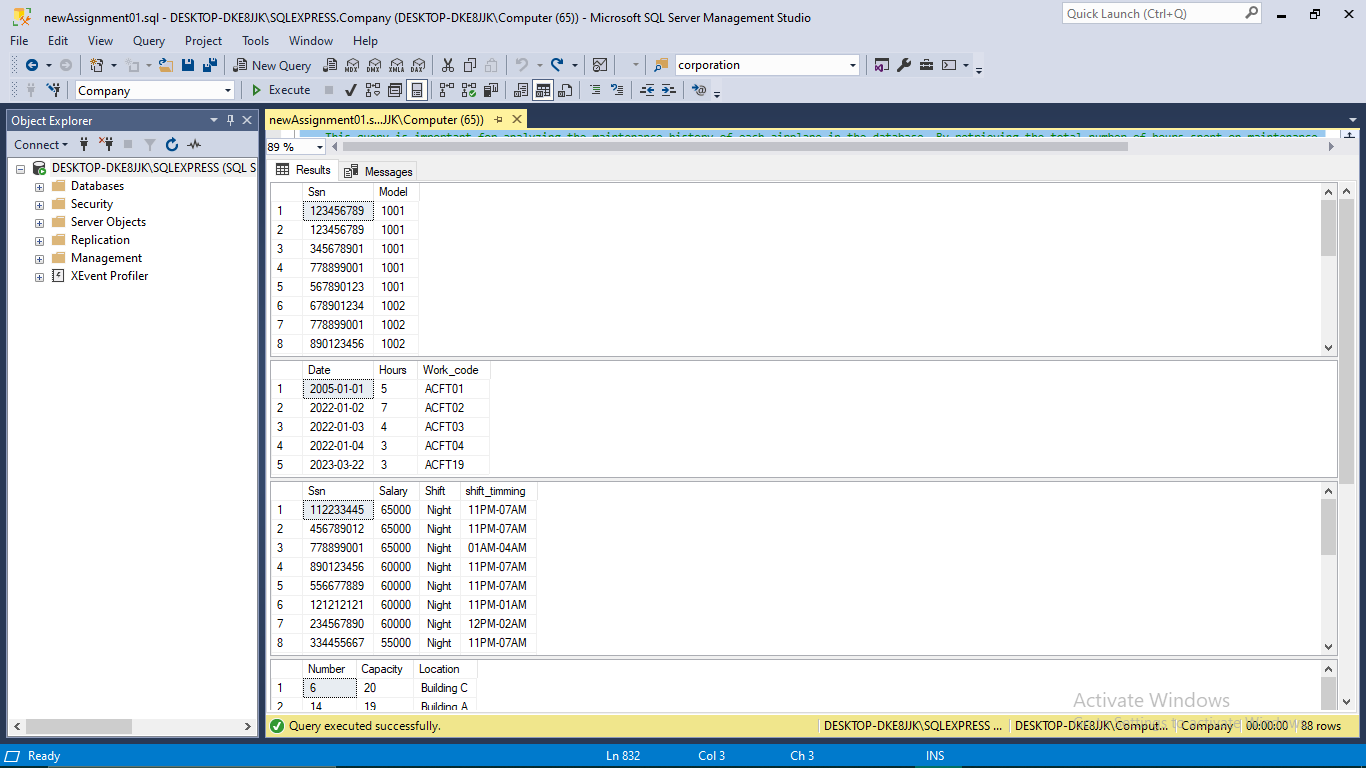 newAssignment01.sql - DESKTOP-DKE8JJK\SQLEXPRESS.Company (DESKTOP-DKE8JJK\Computer (65)) - Microsoft SQL Server Management Studio
Quick Launch (Ctrl+Q)
File Edit View Query Project Tools Window Help
New Query MDX DMX XMLA DAX corporation
Company Execute
Object Explorer
newAssignment01.s...JJK\Computer (65))
This query is important for analyzing the maintenance history of each airplane in the database. By retrieving the total number of hours spent on maintenance
Connect
89 %
DESKTOP-DKE8JJK\SQLEXPRESS (SQL S
Databases
Security
Server Objects
Replication
Management
XEvent Profiler
Results Messages
Ssn Model
1 123456789 1001
2 123456789 1001
3 345678901 1001
4 778899001 1001
5 567890123 1001
6 678901234 1002
7 778899001 1002
8 890123456 1002
Date Hours Work_code
1 2005-01-01 5 ACFT01
2 2022-01-02 7 ACFT02
3 2022-01-03 4 ACFT03
4 2022-01-04 3 ACFT04
5 2023-03-22 3 ACFT19
Ssn Salary Shift shift_timming
1 112233445 65000 Night 11PM-07AM
2 456789012 65000 Night 11PM-07AM
3 778899001 65000 Night 01AM-04AM
4 890123456 60000 Night 11PM-07AM
5 556677889 60000 Night 11PM-07AM
6 121212121 60000 Night 11PM-01AM
7 234567890 60000 Night 12PM-02AM
8 334455667 55000 Night 11PM-07AM
Number Capacity Location
1 6 20 Building C
2 14 19 Building A
Activate Windows
Go to Settings to activate Windows.
Query executed successfully. DESKTOP-DKE8JJK\SQLEXPRESS ... DESKTOP-DKE8JJK\Comput... Company 00:00:00 88 rows
Ready Ln 832 Col 3 Ch 3 INS